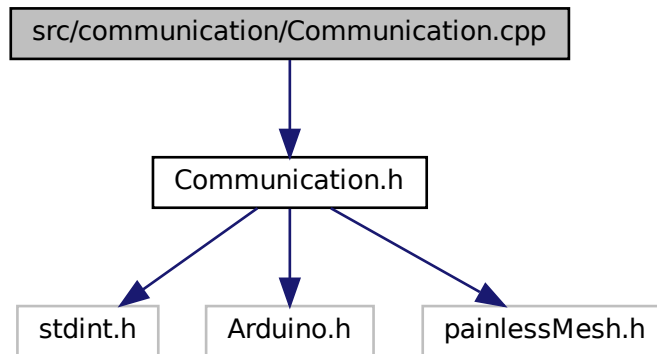 src/communication/Communication.cpp
Communication.h
stdint.h
Arduino.h
painlessMesh.h